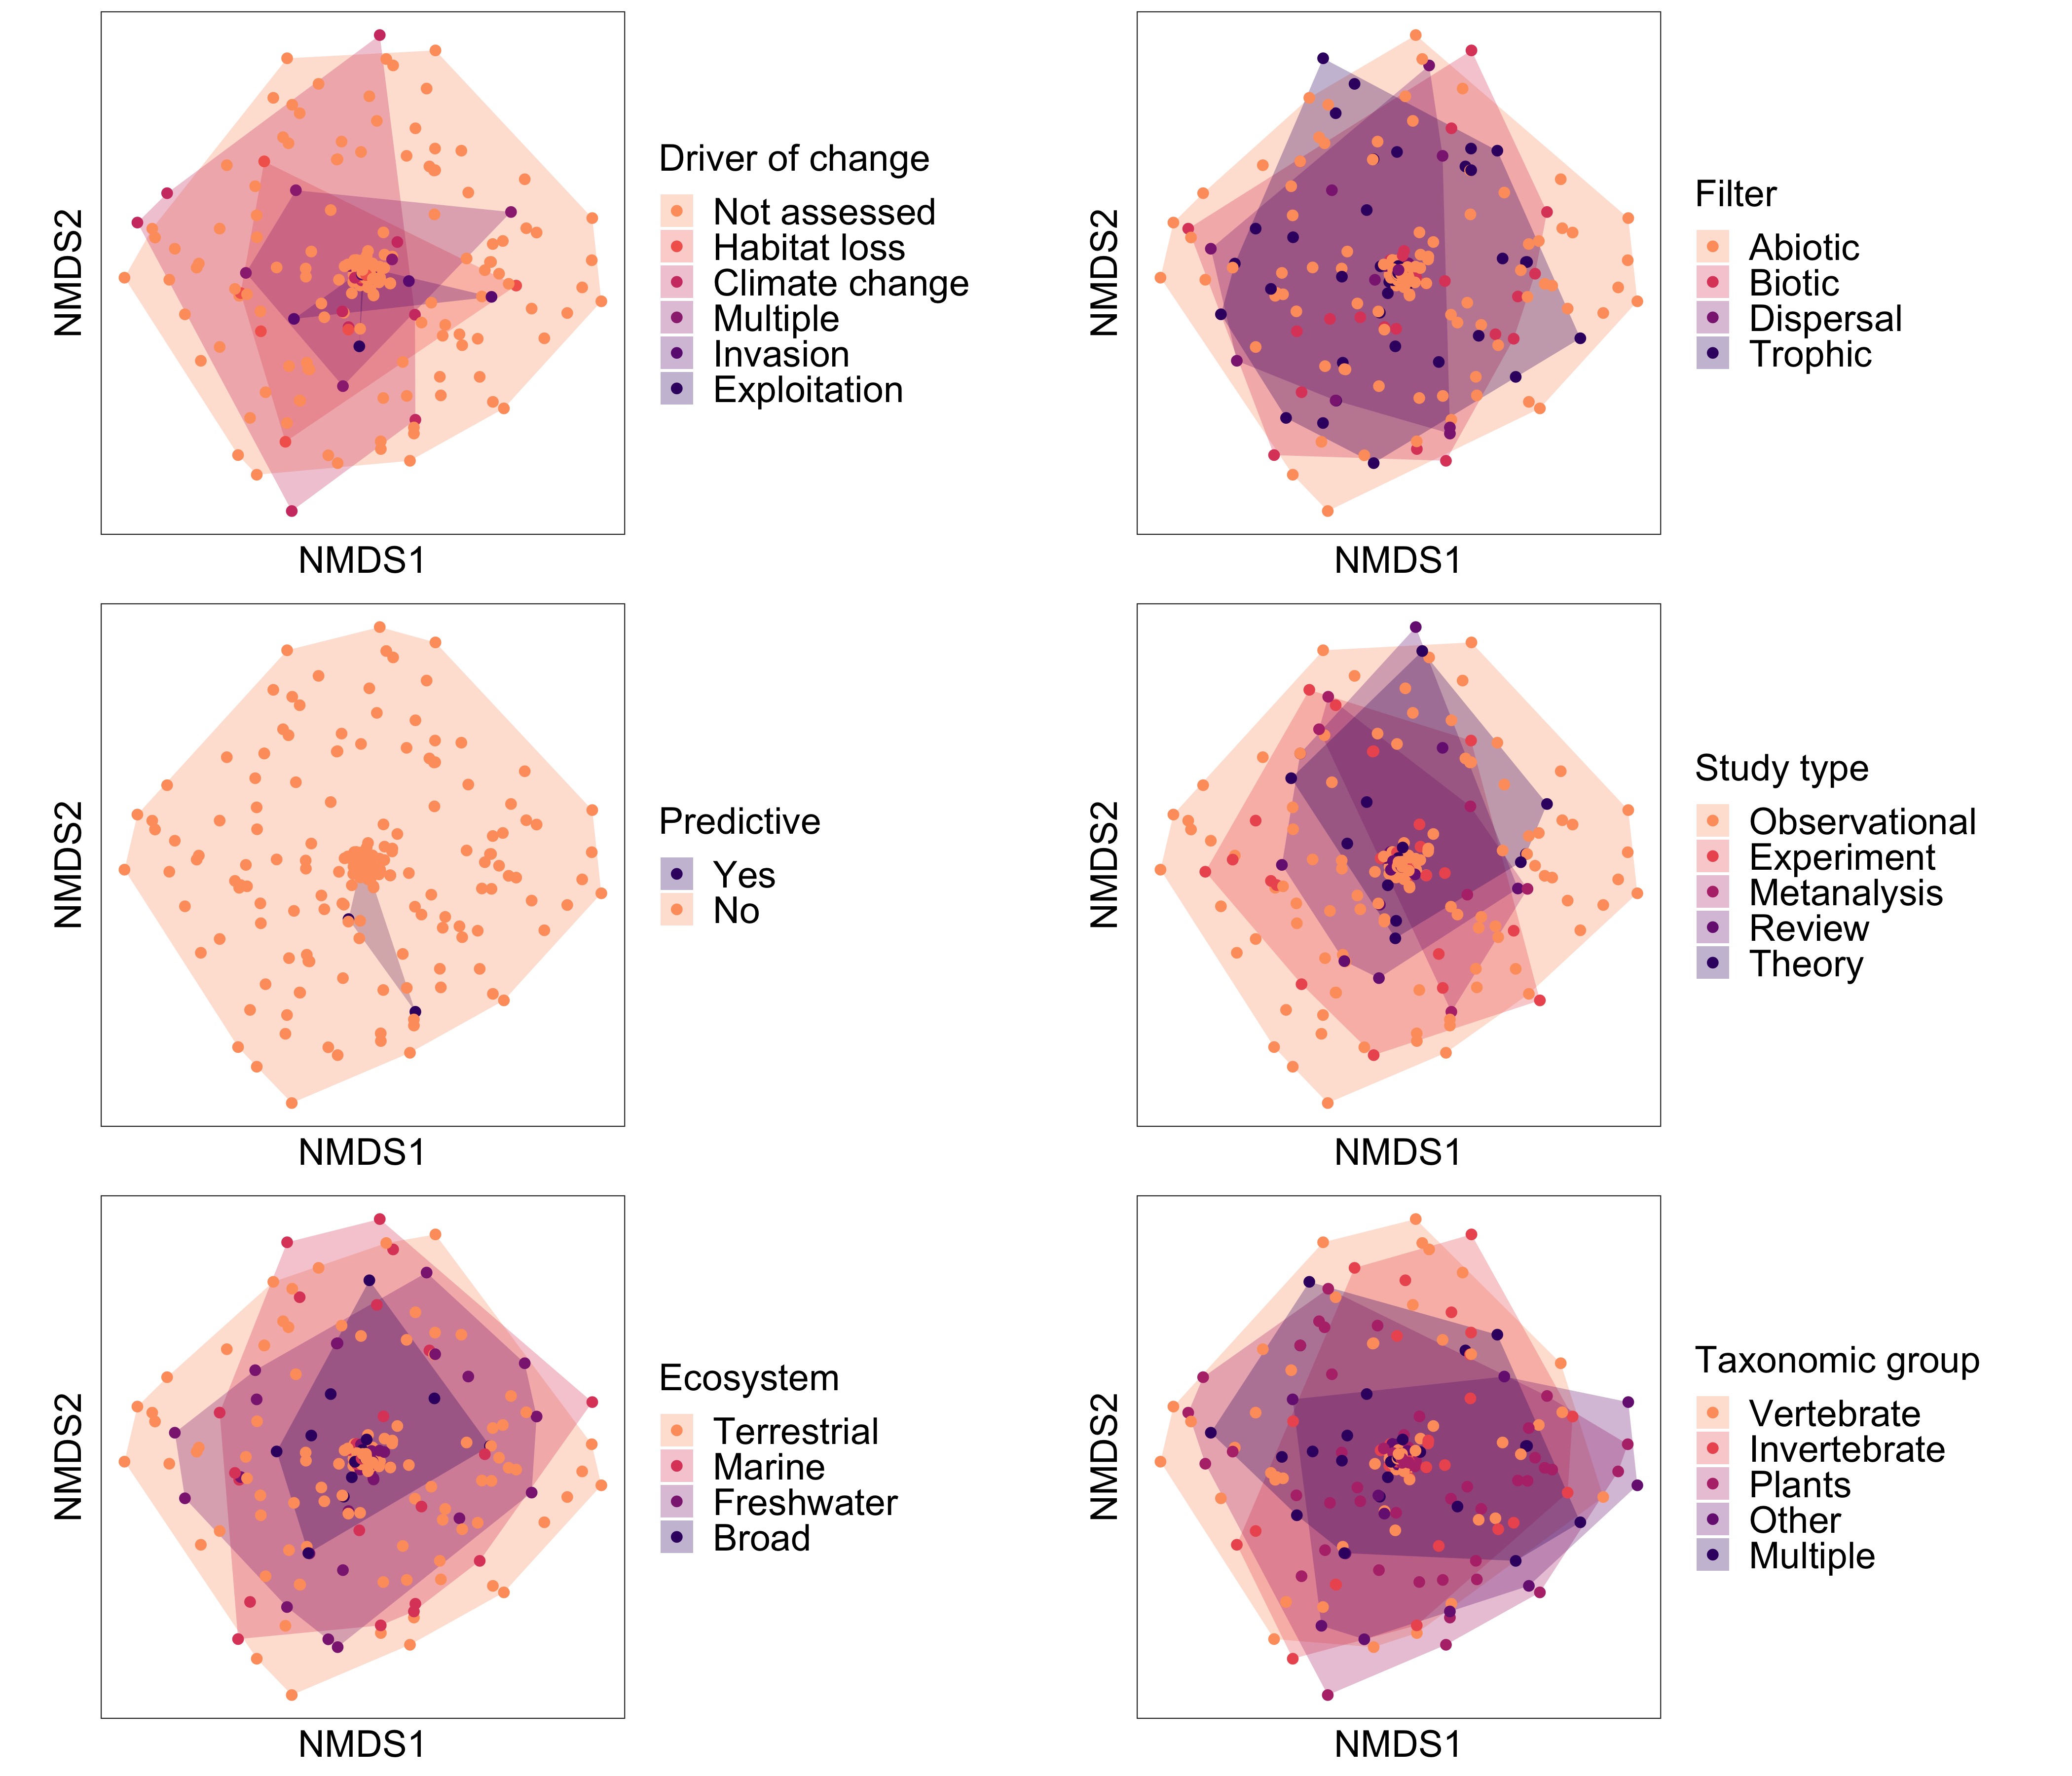 NMDS2
NMDS1
Driver of change
Not assessed
Habitat loss
Climate change
Multiple
Invasion
Exploitation
NMDS2
NMDS1
Filter
Abiotic
Biotic
Dispersal
Trophic
NMDS2
NMDS1
Predictive
Yes
No
NMDS2
NMDS1
Study type
Observational
Experiment
Metanalysis
Review
Theory
NMDS2
NMDS1
Ecosystem
Terrestrial
Marine
Freshwater
Broad
NMDS2
NMDS1
Taxonomic group
Vertebrate
Invertebrate
Plants
Other
Multiple